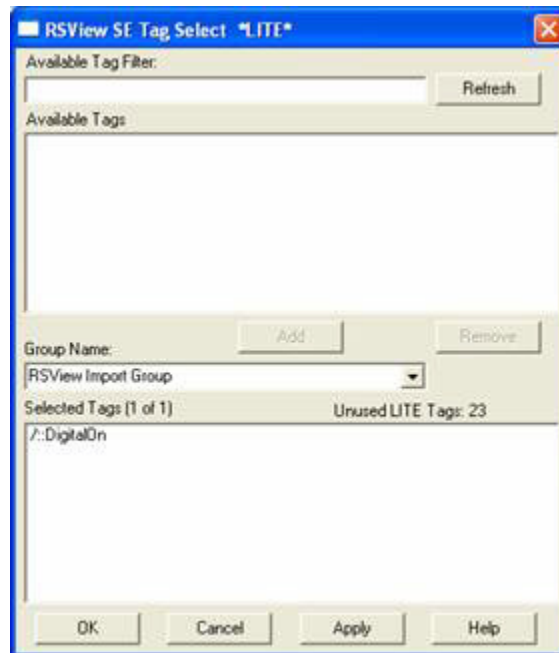 RSView SE Tag Select *LITE*
Available Tag Filter:
Refresh
Available Tags
Add
Remove
Group Name:
RSView Import Group
Selected Tags (1 of 1)
Unused LITE Tags: 23
/::DigitalOn
OK
Cancel
Apply
Help